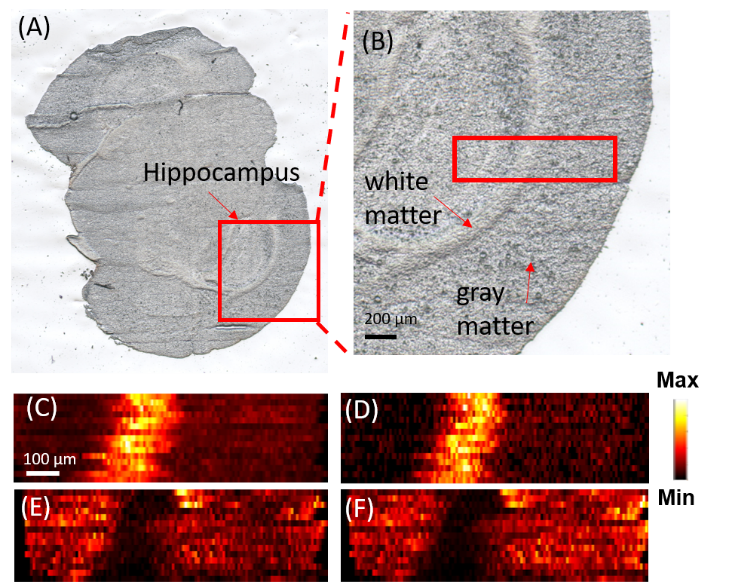 (A)
Hippocampus
(B)
white
matter
gray
matter
200 µm
(C)
100 µm
(D)
Max
Min
(E)
(F)